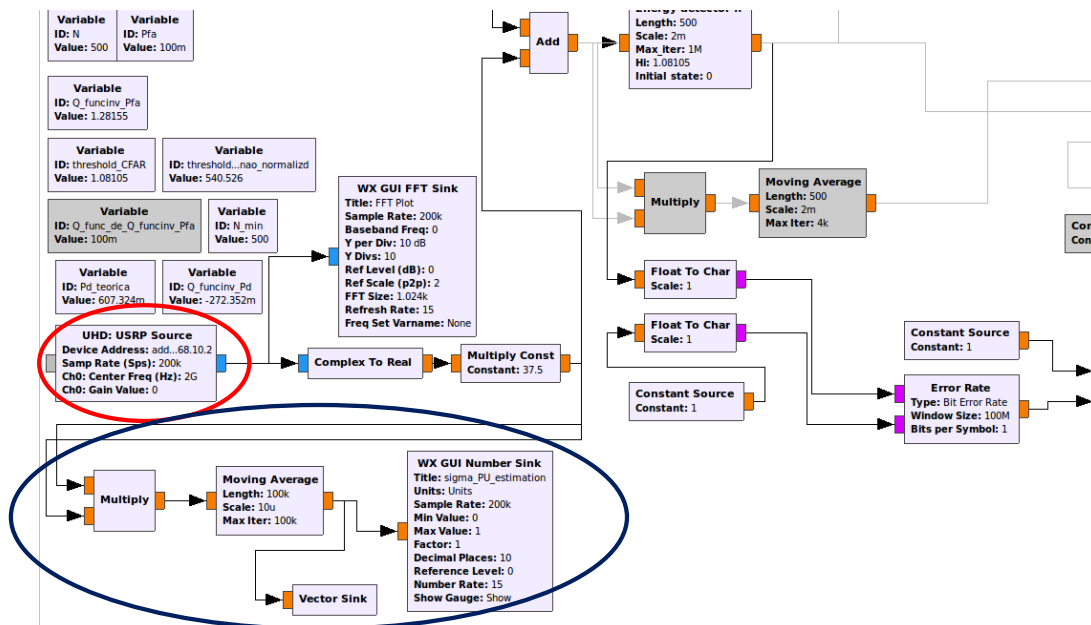 Variable
ID: N
Value: 500
Variable
ID: Pfa
Value: 100m
Variable
ID: Q_funcinv_Pfa
Value: 1.28155
Variable
ID: threshold_CFAR
Value: 1.08105
Variable
ID: threshold...nao_normalizd
Value: 540.526
Variable
ID: Q_func_de_Q_funcinv_Pfa
Value: 100m
Variable
ID: N_min
Value: 500
Variable
ID: Pd_teorica
Value: 607.324m
Variable
ID: Q_funcinv_Pd
Value: -272.352m
UHD: USRP Source
Device Address: add...68.10.2
Samp Rate (Sps): 200k
Ch0: Center Freq (Hz): 2G
Ch0: Gain Value: 0
WX GUI FFT Sink
Title: FFT Plot
Sample Rate: 200k
Baseband Freq: 0
Y per Div: 10 dB
Y Divs: 10
Ref Level (dB): 0
Ref Scale (p2p): 2
FFT Size: 1.024k
Refresh Rate: 15
Freq Set Varname: None
Complex To Real
Multiply Const
Constant: 37.5
Add
Length: 500
Scale: 2m
Max_iter: 1M
Hi: 1.08105
Initial state: 0
Multiply
Moving Average
Length: 500
Scale: 2m
Max Iter: 4k
Float To Char
Scale: 1
Float To Char
Scale: 1
Constant Source
Constant: 1
Constant Source
Constant: 1
Error Rate
Type: Bit Error Rate
Window Size: 100M
Bits per Symbol: 1
Multiply
Moving Average
Length: 100k
Scale: 10u
Max Iter: 100k
Vector Sink
WX GUI Number Sink
Title: sigma_PU_estimation
Units: Units
Sample Rate: 200k
Min Value: 0
Max Value: 1
Factor: 1
Decimal Places: 10
Reference Level: 0
Number Rate: 15
Show Gauge: Show